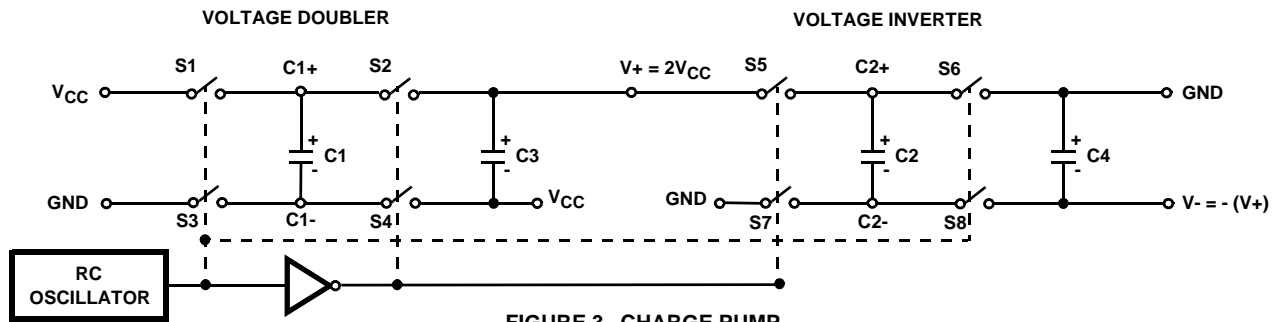 VOLTAGE DOUBLER
VOLTAGE INVERTER
S1 C1+ S2 V+ = 2VCC S5 C2+ S6
VCC GND
+ C1 - + C3 - + C2 - + C4 -
GND S3 C1- S4 VCC GND S7 C2- S8 V- = - (V+)
RC
OSCILLATOR